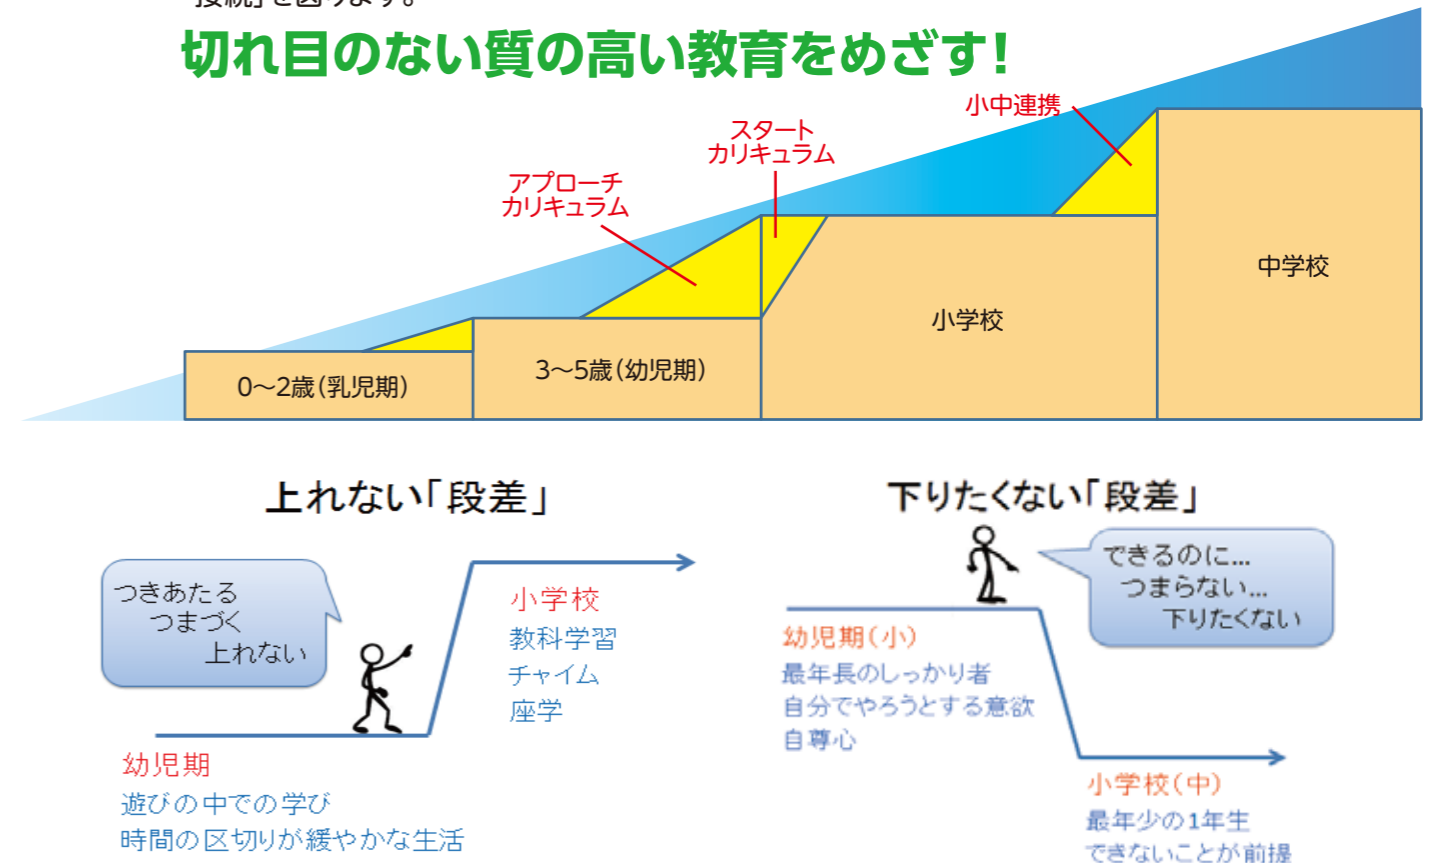 接続」を図ります。
切れ目のない質の高い教育をめざす!
小中連携
スタート
カリキュラム
アプローチ
カリキュラム
中学校
小学校
3〜5歳(幼児期)
0〜2歳(乳児期)
上れない「段差」
つきあたる
つまづく
上れない
小学校
教科学習
チャイム
座学
幼児期
遊びの中での学び
時間の区切りが緩やかな生活
下りたくない「段差」
できるのに...
つまらない...
下りたくない
幼児期(小)
最年長のしっかり者
自分でやろうとする意欲
自尊心
小学校(中)
最年少の1年生
できないことが前提